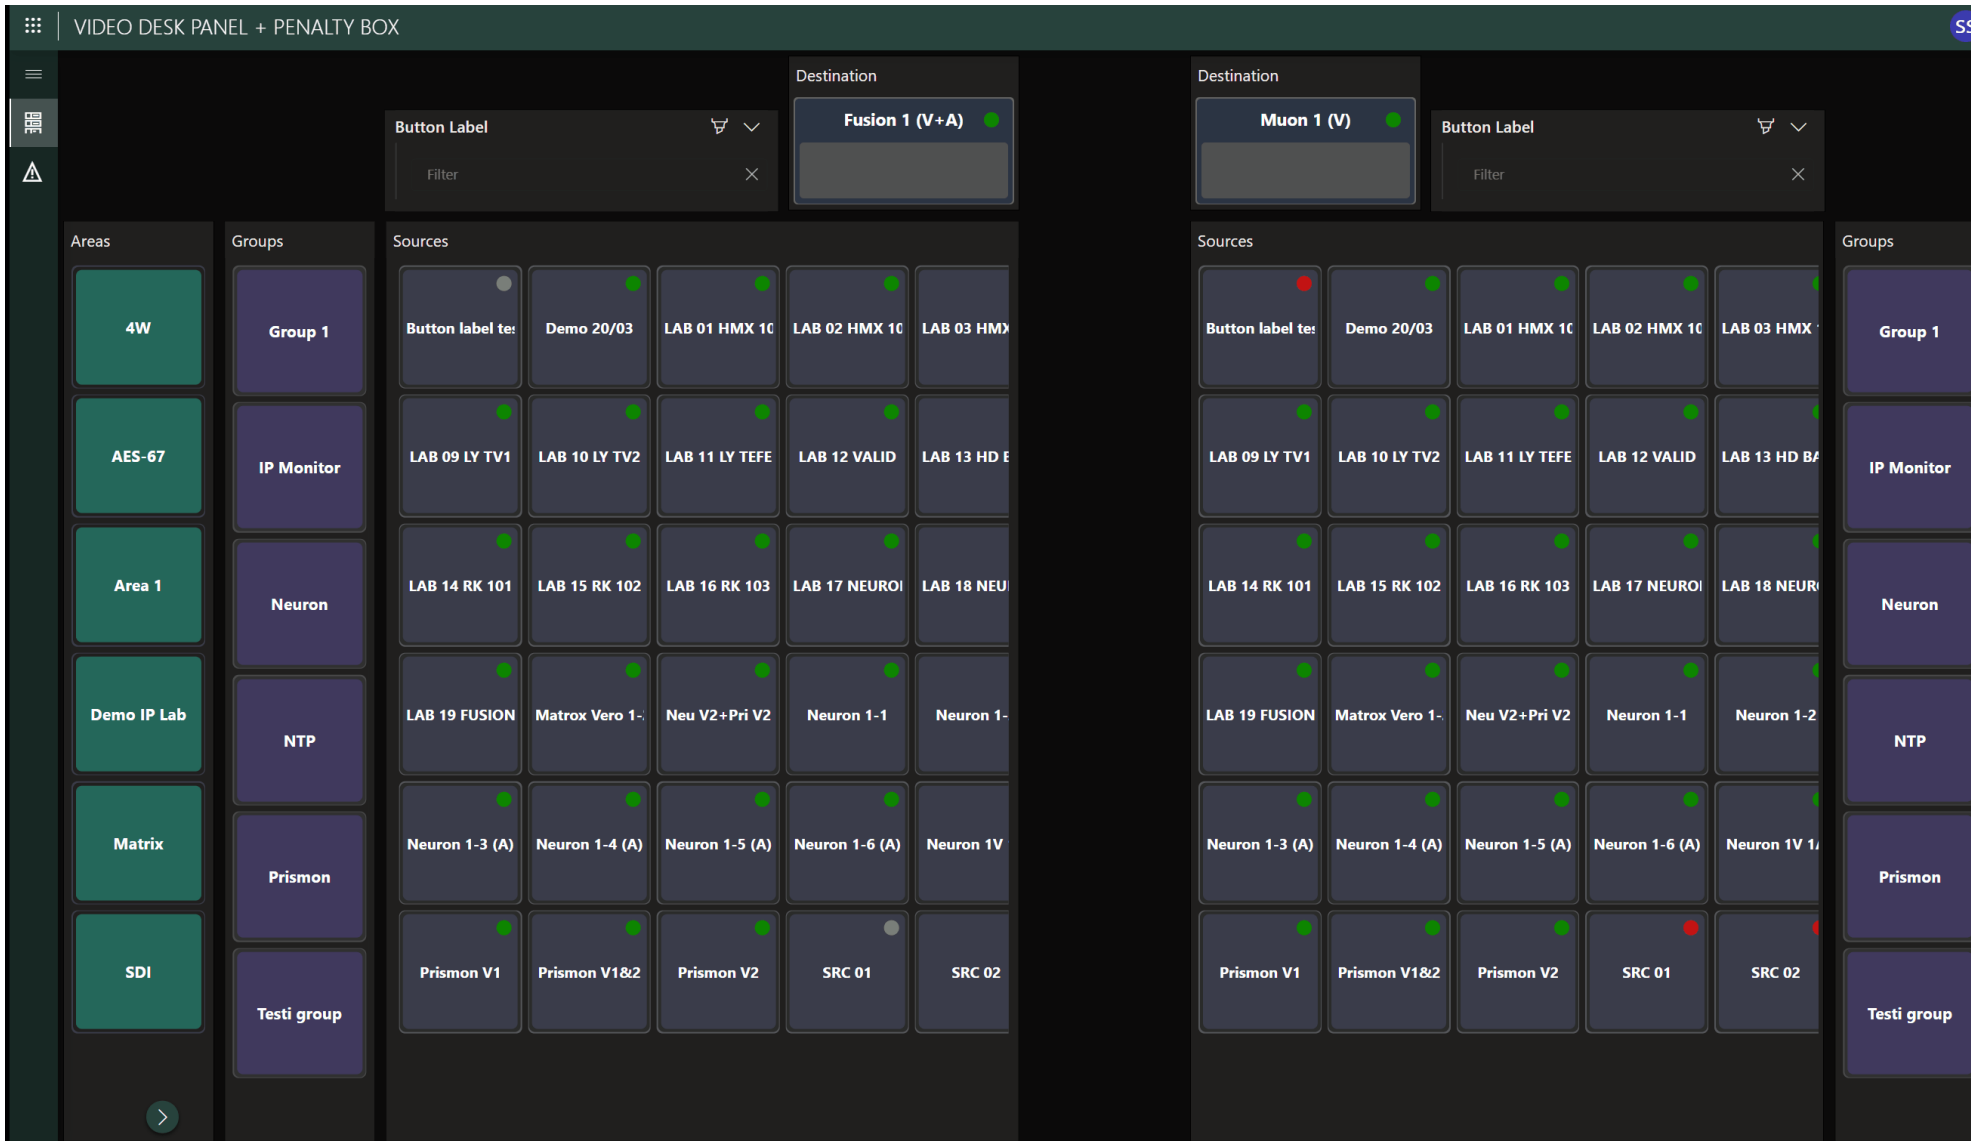 VIDEO DESK PANEL + PENALTY BOX
SS
Destination
Fusion 1 (V+A)
Button Label
Filter
Destination
Muon 1 (V)
Button Label
Filter
Areas
4W
AES-67
Area 1
Demo IP Lab
Matrix
SDI
Groups
Group 1
IP Monitor
Neuron
NTP
Prismon
Testi group
Sources
Button label tes Demo 20/03 LAB 01 HMX 10 LAB 02 HMX 10 LAB 03 HMX
LAB 09 LY TV1 LAB 10 LY TV2 LAB 11 LY TEFE LAB 12 VALID LAB 13 HD B
LAB 14 RK 101 LAB 15 RK 102 LAB 16 RK 103 LAB 17 NEURO LAB 18 NEU
LAB 19 FUSION Matrox Vero 1- Neu V2+Pri V2 Neuron 1-1 Neuron 1-
Neuron 1-3 (A) Neuron 1-4 (A) Neuron 1-5 (A) Neuron 1-6 (A) Neuron 1V
Prismon V1 Prismon V1&2 Prismon V2 SRC 01 SRC 02
Sources
Button label tes Demo 20/03 LAB 01 HMX 10 LAB 02 HMX 10 LAB 03 HMX
LAB 09 LY TV1 LAB 10 LY TV2 LAB 11 LY TEFE LAB 12 VALID LAB 13 HD BA
LAB 14 RK 101 LAB 15 RK 102 LAB 16 RK 103 LAB 17 NEURO LAB 18 NEUR
LAB 19 FUSION Matrox Vero 1- Neu V2+Pri V2 Neuron 1-1 Neuron 1-2
Neuron 1-3 (A) Neuron 1-4 (A) Neuron 1-5 (A) Neuron 1-6 (A) Neuron 1V 1
Prismon V1 Prismon V1&2 Prismon V2 SRC 01 SRC 02
Groups
Group 1
IP Monitor
Neuron
NTP
Prismon
Testi group